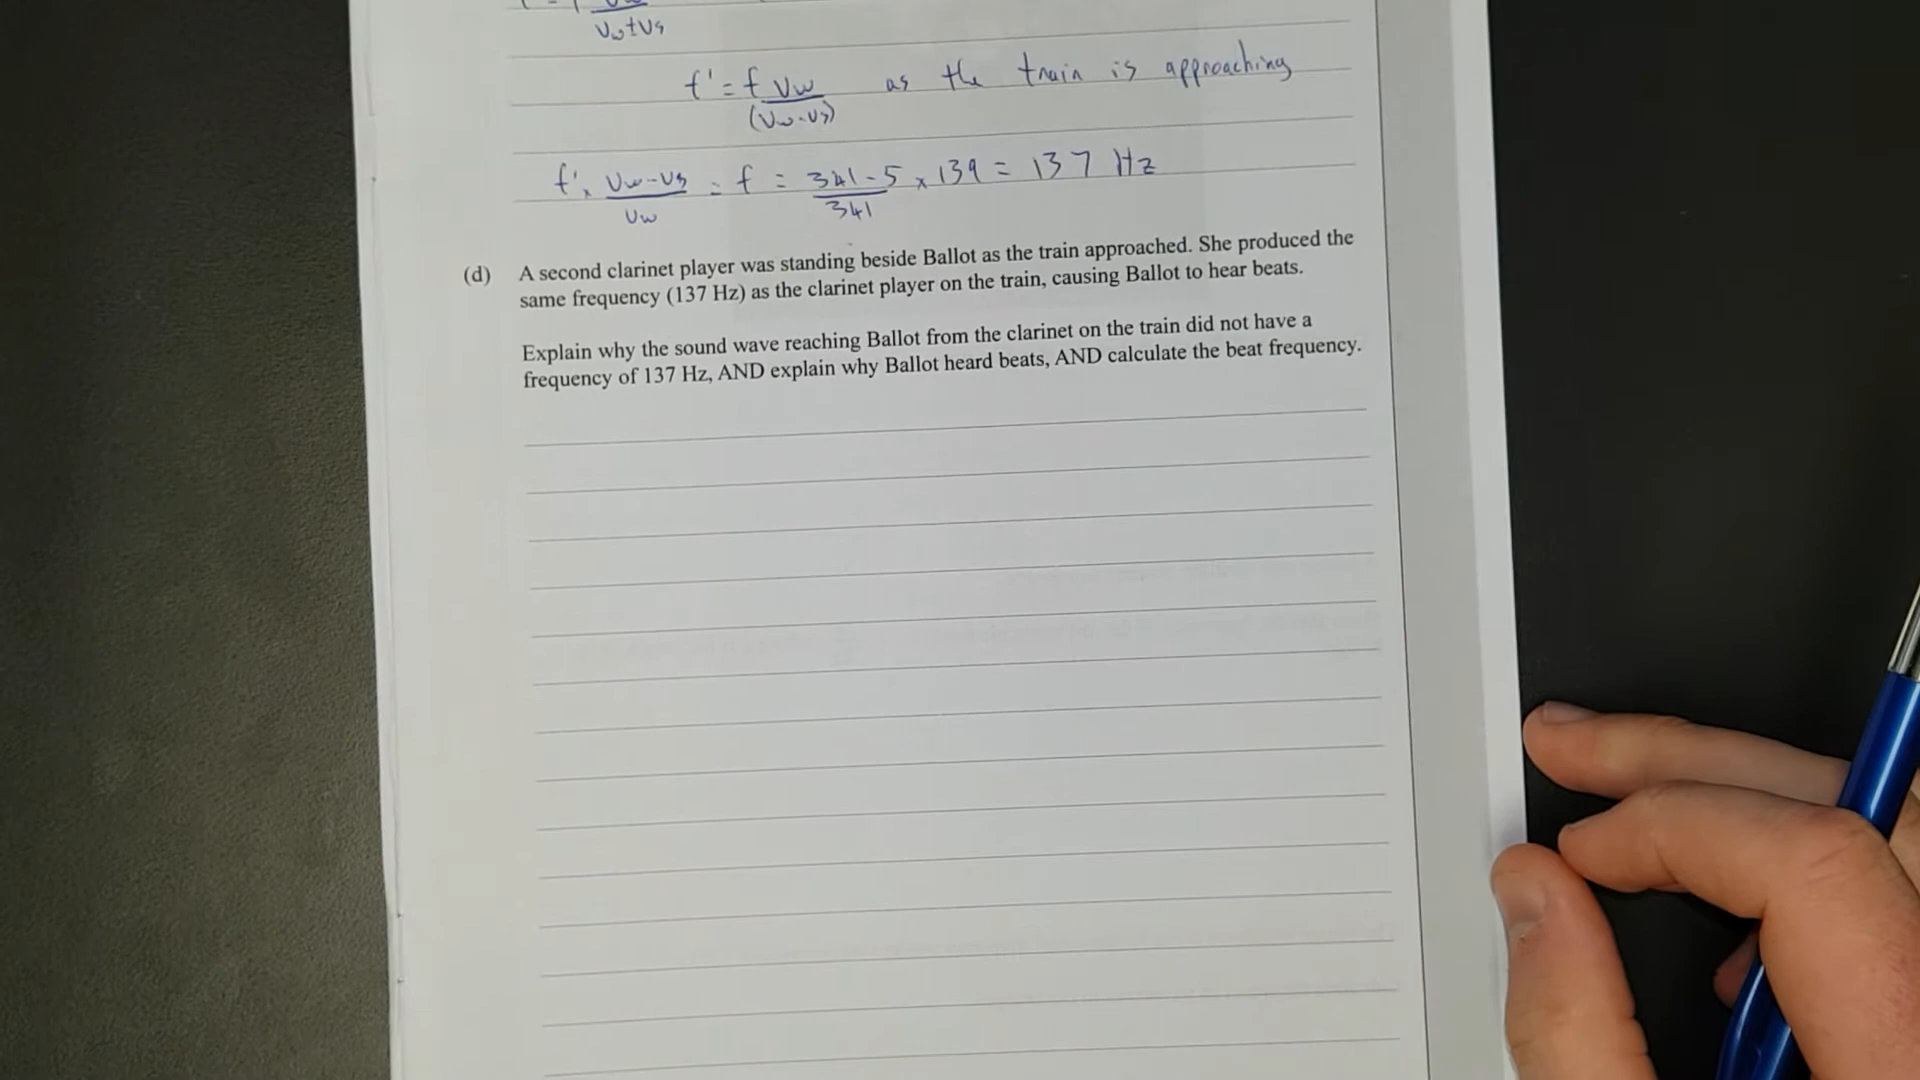 Vw±Vs
f' = f Vw as the train is approaching
(Vw-Vs)
f' x Vw-Vs = f = 341-5 x 139 = 137 Hz
Vw 341
(d) A second clarinet player was standing beside Ballot as the train approached. She produced the
same frequency (137 Hz) as the clarinet player on the train, causing Ballot to hear beats.
Explain why the sound wave reaching Ballot from the clarinet on the train did not have a
frequency of 137 Hz, AND explain why Ballot heard beats, AND calculate the beat frequency.